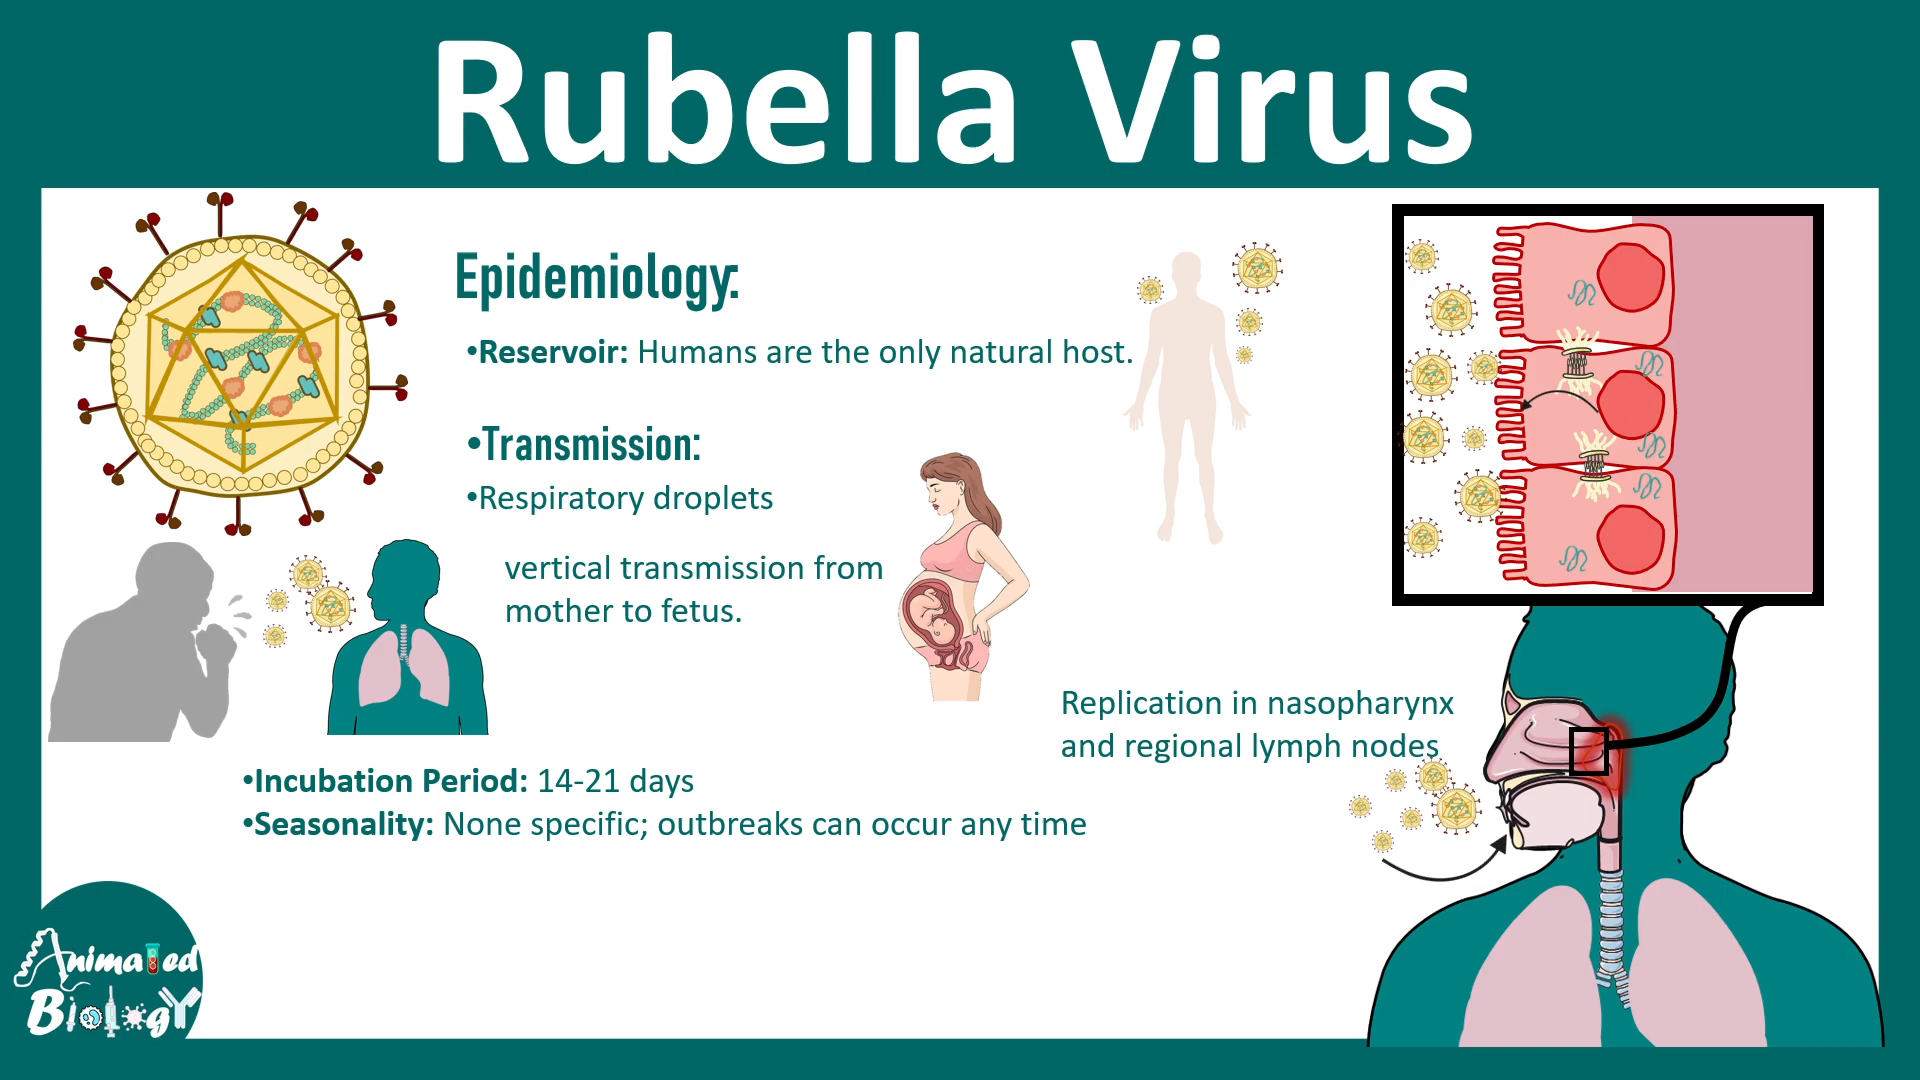 Rubella Virus
Epidemiology:
•Reservoir: Humans are the only natural host.
•Transmission:
•Respiratory droplets
vertical transmission from
mother to fetus.
Replication in nasopharynx
and regional lymph nodes
•Incubation Period: 14-21 days
•Seasonality: None specific; outbreaks can occur any time
Animated
Biology